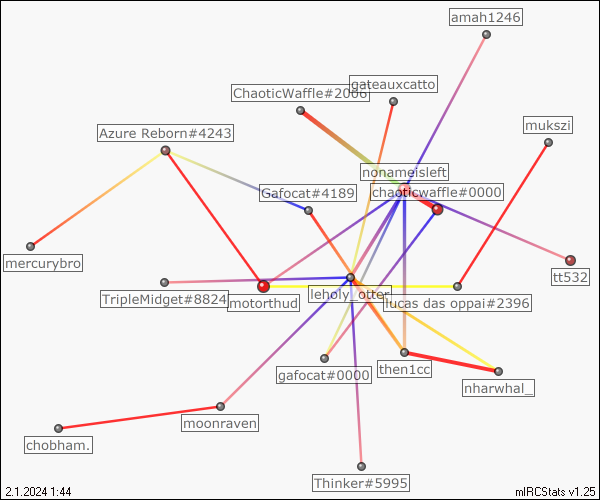 amah1246
gateauxcatto
ChaoticWaffle#2006
mukszi
Azure Reborn#4243
nonameisleft
Gafocat#4189
chaoticwaffle#0000
mercurybro
tt532
TripleMidget#8824
motorthud
leholy_otter
lucas das oppai#2396
gafocat#0000
then1cc
nharwhal_
moonraven
chobham.
Thinker#5995
2.1.2024 1:44
mIRCStats v1.25